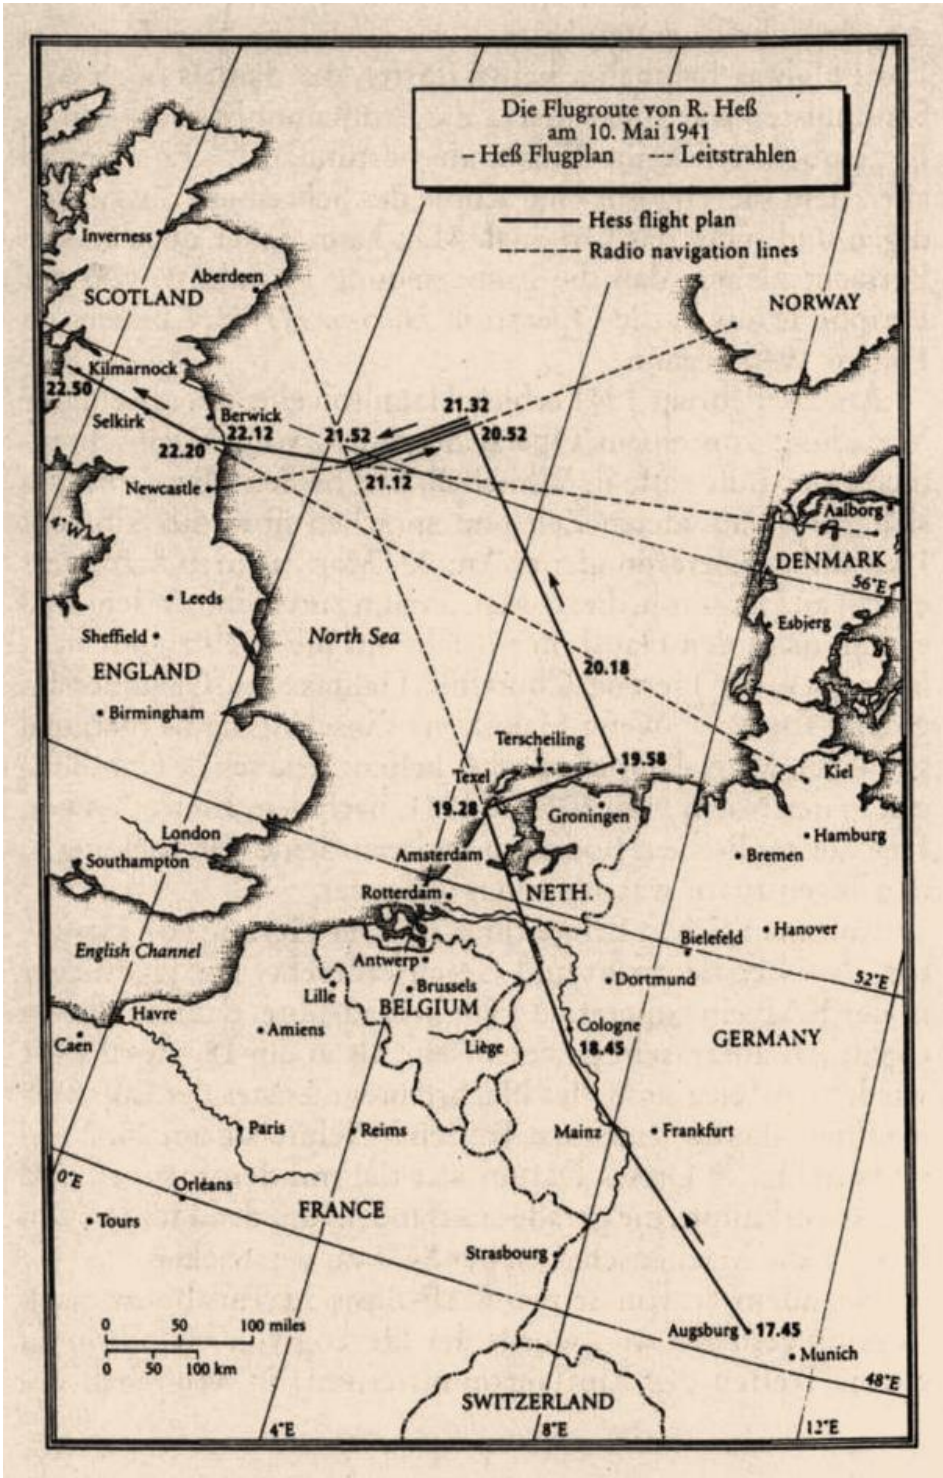 Die Flugroute von R. Heß
am 10. Mai 1941
– Heß Flugplan --- Leitstrahlen
Hess flight plan
Radio navigation lines
Inverness
Aberdeen
SCOTLAND
NORWAY
Kilmarnock
22.50
Selkirk
Berwick
22.12
22.20
21.52
21.32
20.52
21.12
Newcastle
4°W
Aalborg
DENMARK
56°E
Leeds
Esbjerg
Sheffield
North Sea
ENGLAND
20.18
Birmingham
Terscheiling
19.58
Texel
Kiel
19.28
Groningen
London
Hamburg
Southampton
Amsterdam
Bremen
Rotterdam
NETH.
Hanover
English Channel
Bielefeld
Antwerp
52°E
Dortmund
Lille
Brussels
BELGIUM
Havre
Amiens
Cologne
GERMANY
Caen
Liège
18.45
Paris
Reims
Mainz
Frankfurt
0°E
Orléans
FRANCE
Tours
Strasbourg
0 50 100 miles
Augsburg
17.45
0 50 100 km
Munich
48°E
SWITZERLAND
4°E
8°E
12°E